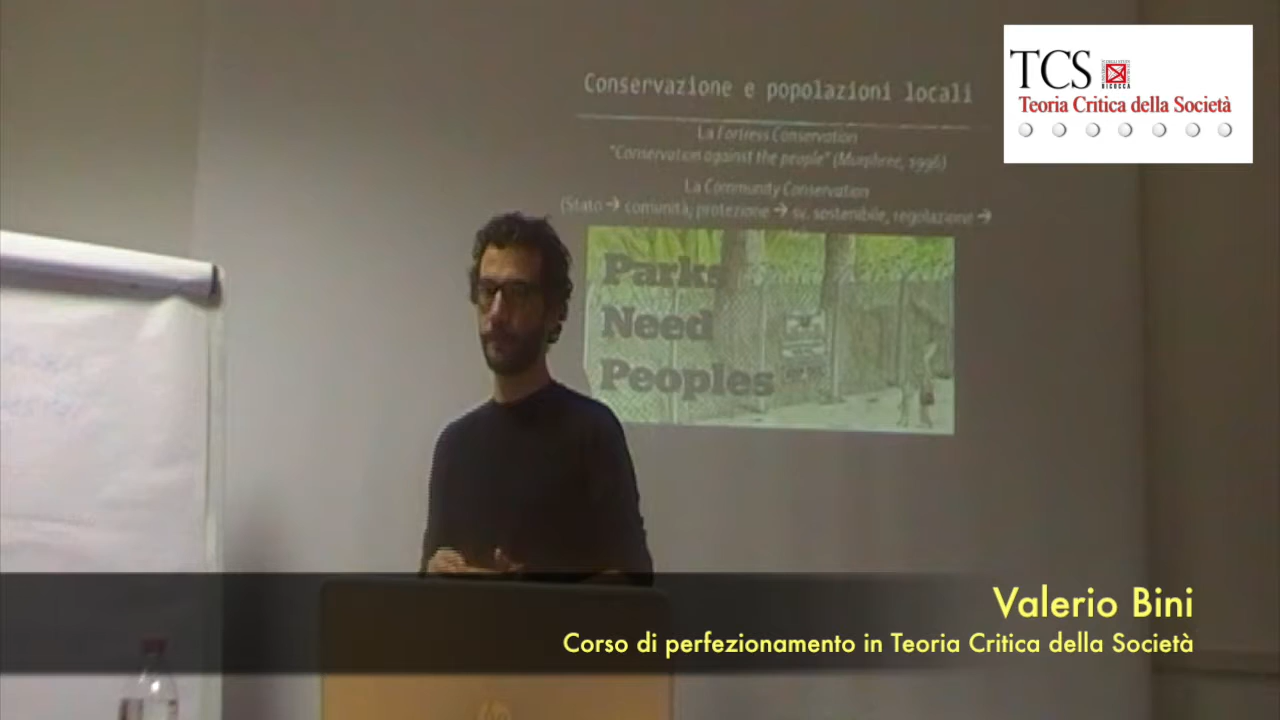 TCS
BICOCCA
Teoria Critica della Società
Conservazione e popolazioni locali
La Fortress Conservation
"Conservation against the people" (Murphree, 1996)
La Community Conservation
(Stato → comunità, protezione → sv. sostenibile, regolazione →
Parks
Need
Peoples
Valerio Bini
Corso di perfezionamento in Teoria Critica della Società